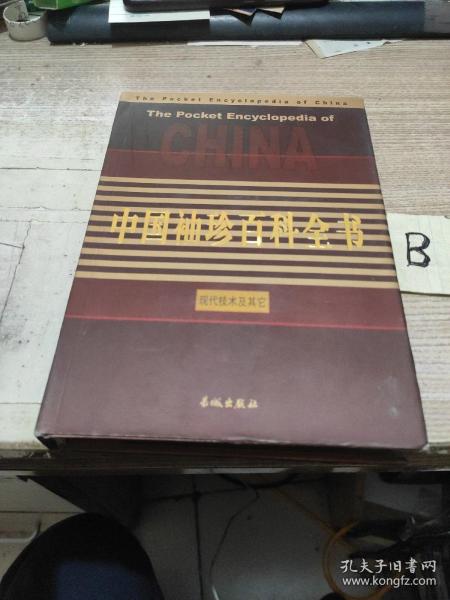 The Pocket Encyclopedia of China
The Pocket Encyclopedia of
CHINA
中国袖珍百科全书
现代技术及其它
长城出版社
B
孔夫子旧书网
www.kongfz.com